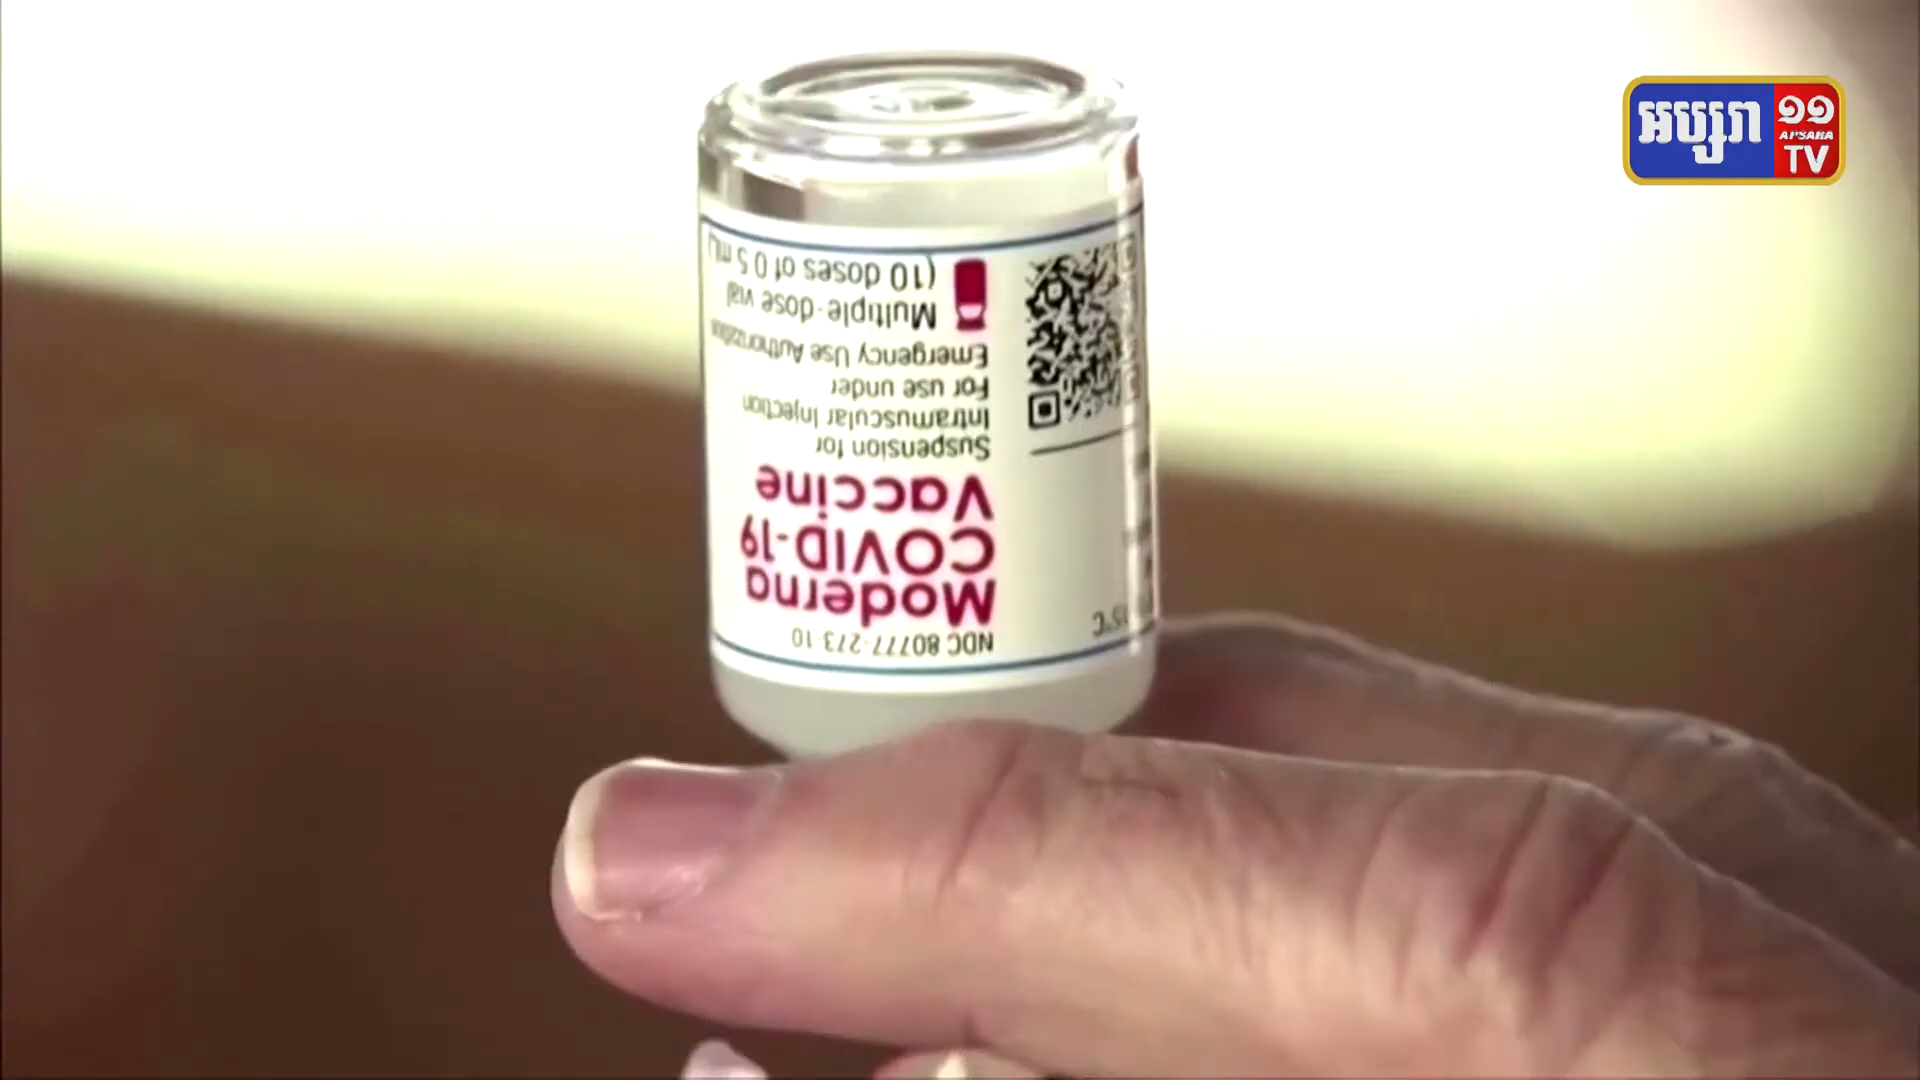 NDC 80777-273-10
Moderna
COVID-19
Vaccine
Suspension for
Intramuscular Injection
For use under
Emergency Use Authorization
Multiple-dose vial
(10 doses of 0.5 mL)
អប្សរា
១១
APSARA
TV